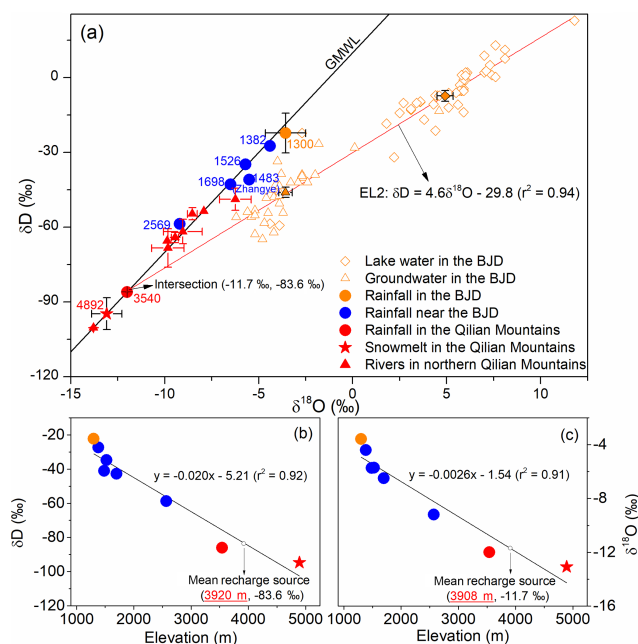 (a)
GMWL
0
-30
-60
-90
-120
δD (‰)
1382
1300
1526
1483
1698
(Zhangye)
2569
EL2: δD = 4.6δ18O - 29.8 (r2 = 0.94)
Intersection (-11.7 ‰, -83.6 ‰)
4892
3540
Lake water in the BJD
Groundwater in the BJD
Rainfall in the BJD
Rainfall near the BJD
Rainfall in the Qilian Mountains
Snowmelt in the Qilian Mountains
Rivers in northern Qilian Mountains
-15 -10 -5 0 5 10
δ18O (‰)
(b)
-20
-40
-60
-80
-100
-120
δD (‰)
y = -0.020x - 5.21 (r2 = 0.92)
Mean recharge source
(3920 m, -83.6 ‰)
1000 2000 3000 4000 5000
Elevation (m)
(c)
-4
-8
-12
-16
δ18O (‰)
y = -0.0026x - 1.54 (r2 = 0.91)
Mean recharge source
(3908 m, -11.7 ‰)
1000 2000 3000 4000 5000
Elevation (m)